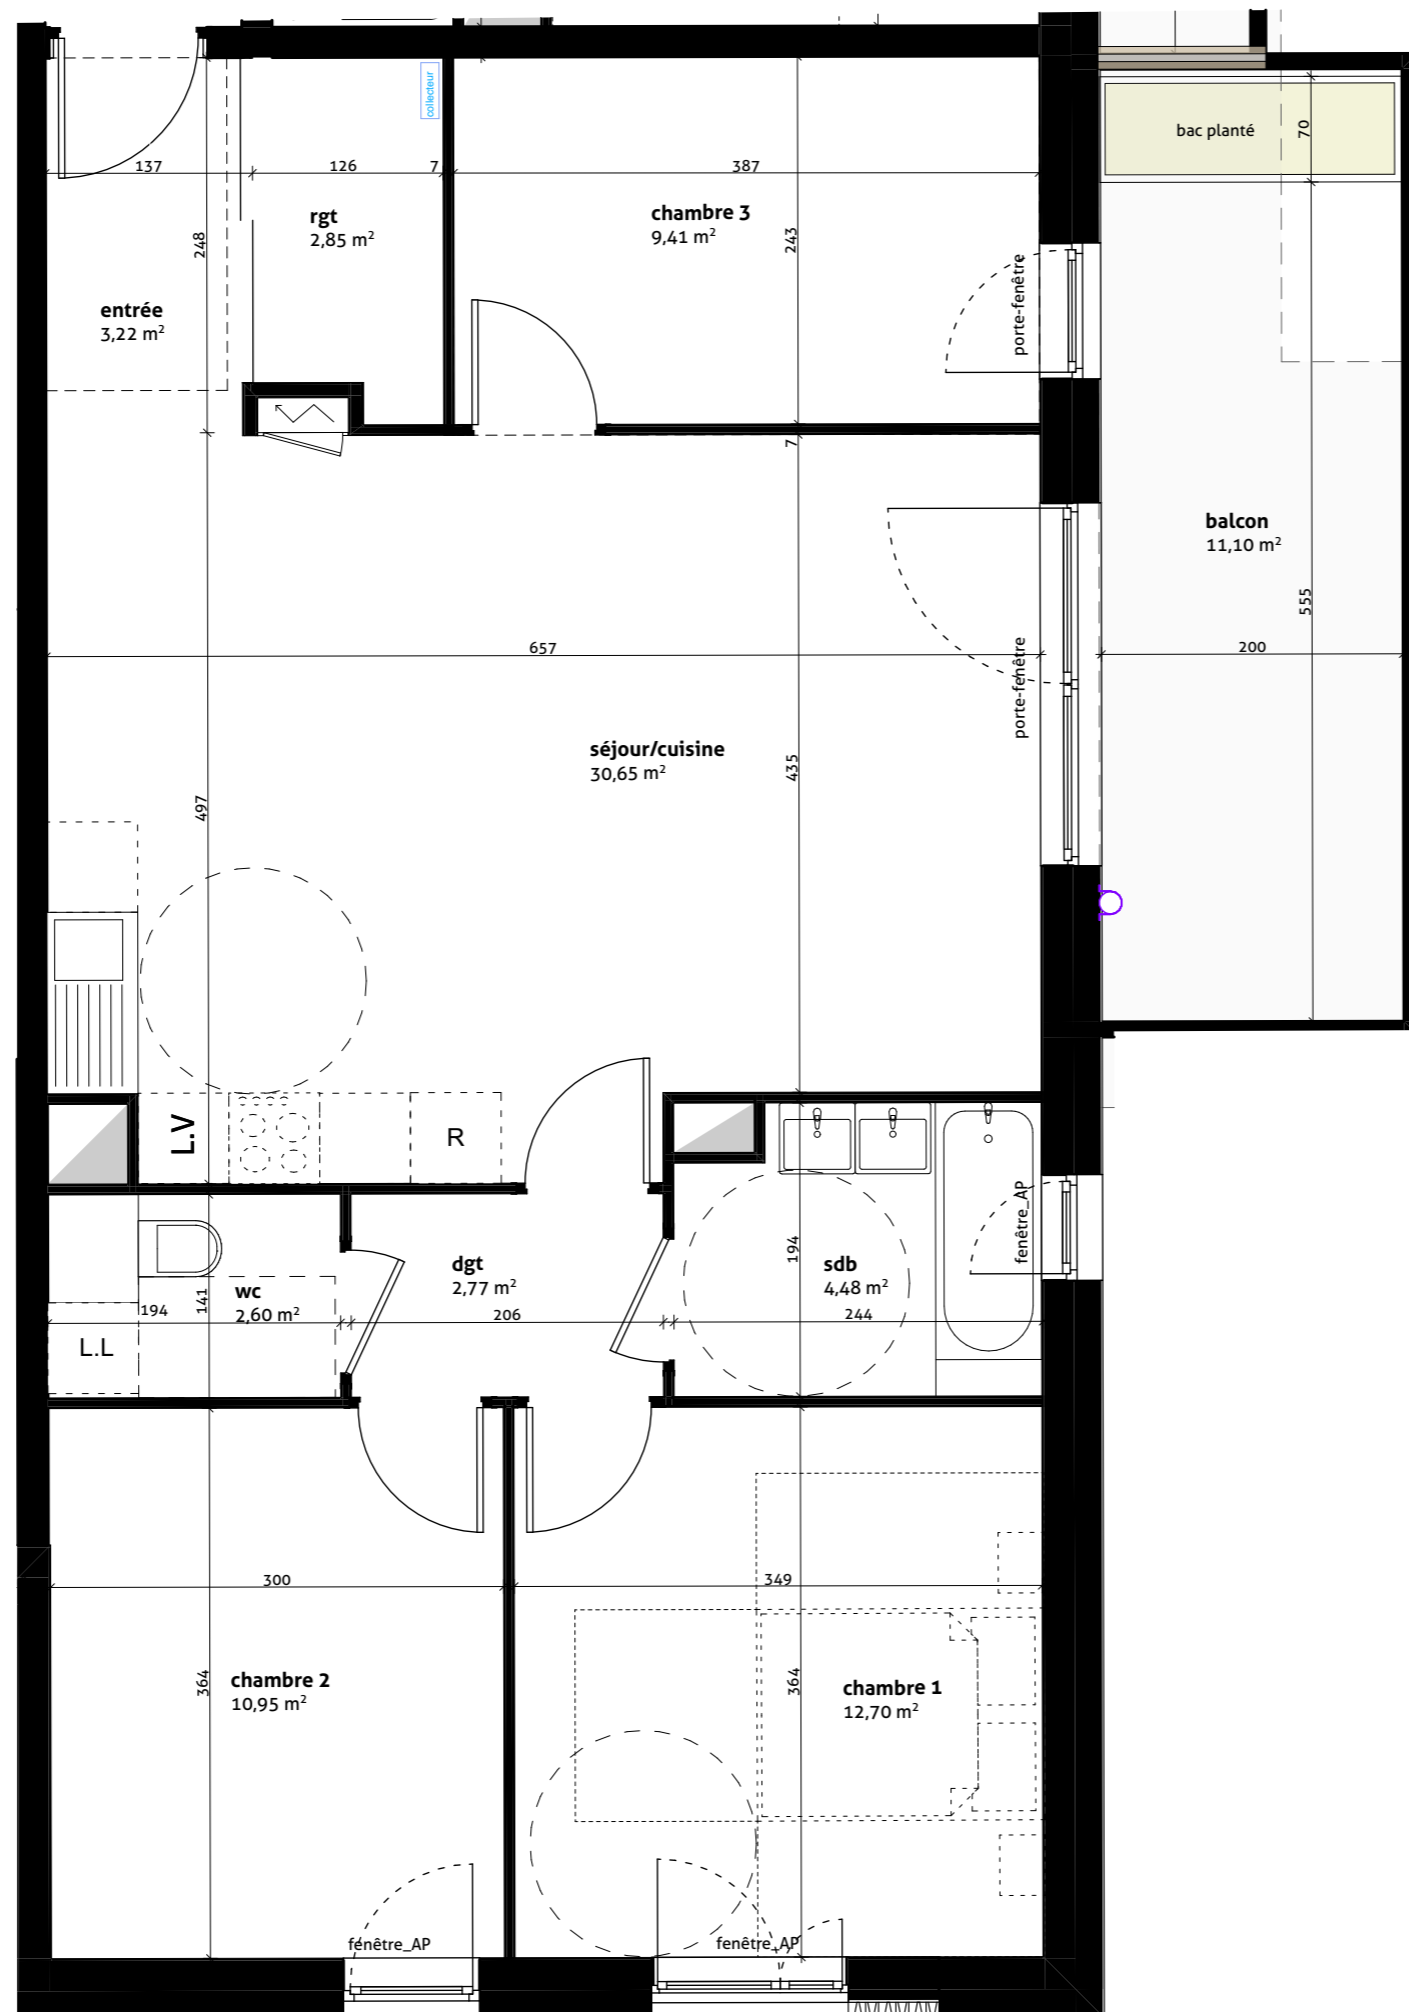 collecteur
bac planté
70
137
126
7
387
rgt
2,85 m²
chambre 3
9,41 m²
248
243
porte-fenêtre
entrée
3,22 m²
7
balcon
11,10 m²
555
657
200
porte-fenêtre
séjour/cuisine
30,65 m²
435
497
L.V
R
fenêtre_AP
194
dgt
2,77 m²
sdb
4,48 m²
wc
2,60 m²
141
194
206
244
L.L
300
349
364
chambre 2
10,95 m²
364
chambre 1
12,70 m²
fenêtre_AP
fenêtre_AP